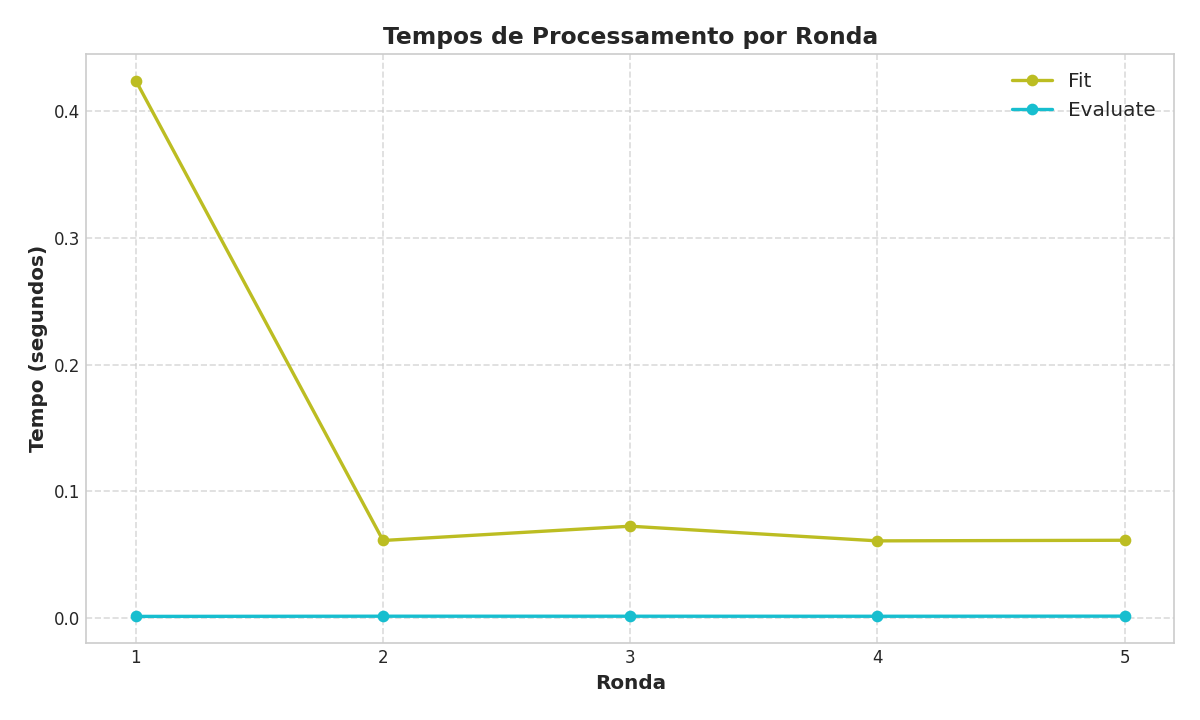 Tempos de Processamento por Ronda
Fit
Evaluate
Tempo (segundos)
0.4
0.3
0.2
0.1
0.0
1 2 3 4 5
Ronda